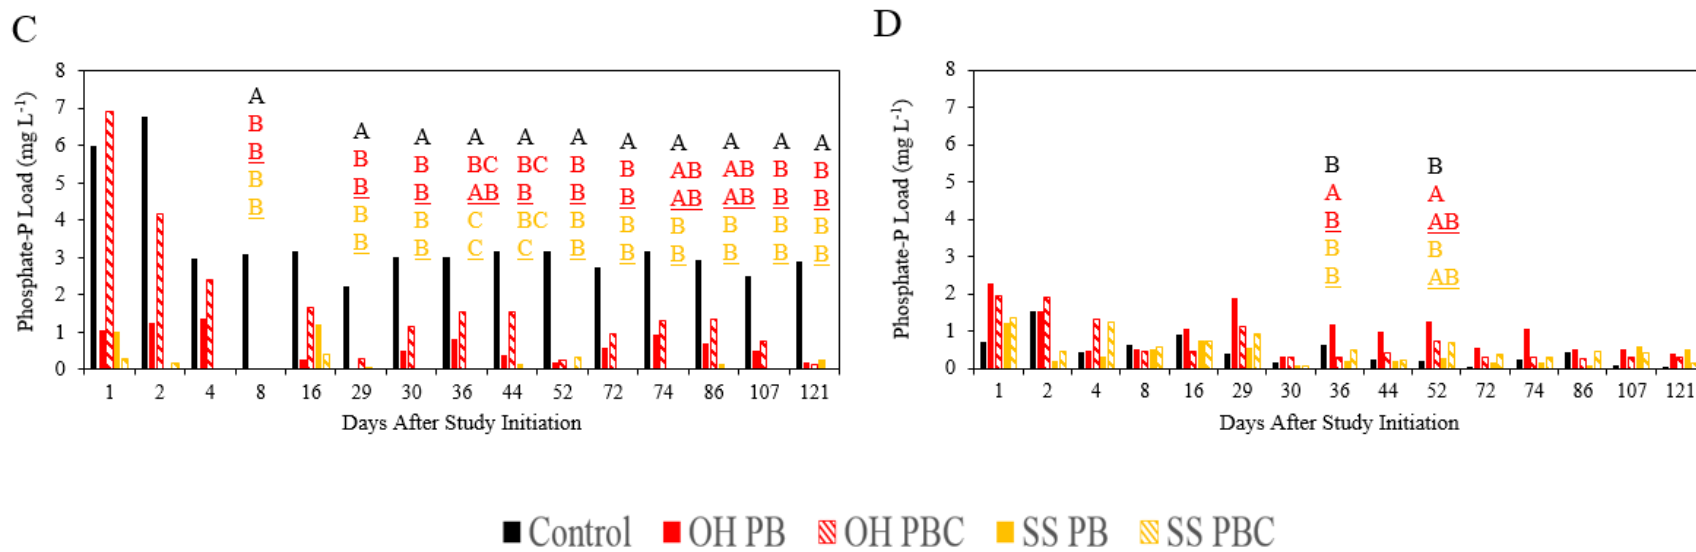 C
D
8
7
6
5
4
3
2
1
0
Phosphate-P Load (mg L-1)
A
B
B
B
B
A
B
B
B
B
A
B
B
B
B
A
BC
AB
C
C
A
BC
B
BC
C
A
B
B
B
B
A
B
B
B
B
A
AB
AB
B
B
A
AB
AB
B
B
A
B
B
B
B
A
B
B
B
B
1 2 4 8 16 29 30 36 44 52 72 74 86 107 121
Days After Study Initiation
8
7
6
5
4
3
2
1
0
Phosphate-P Load (mg L-1)
B
A
B
B
B
B
A
AB
B
AB
1 2 4 8 16 29 30 36 44 52 72 74 86 107 121
Days After Study Initiation
Control OH PB OH PBC SS PB SS PBC